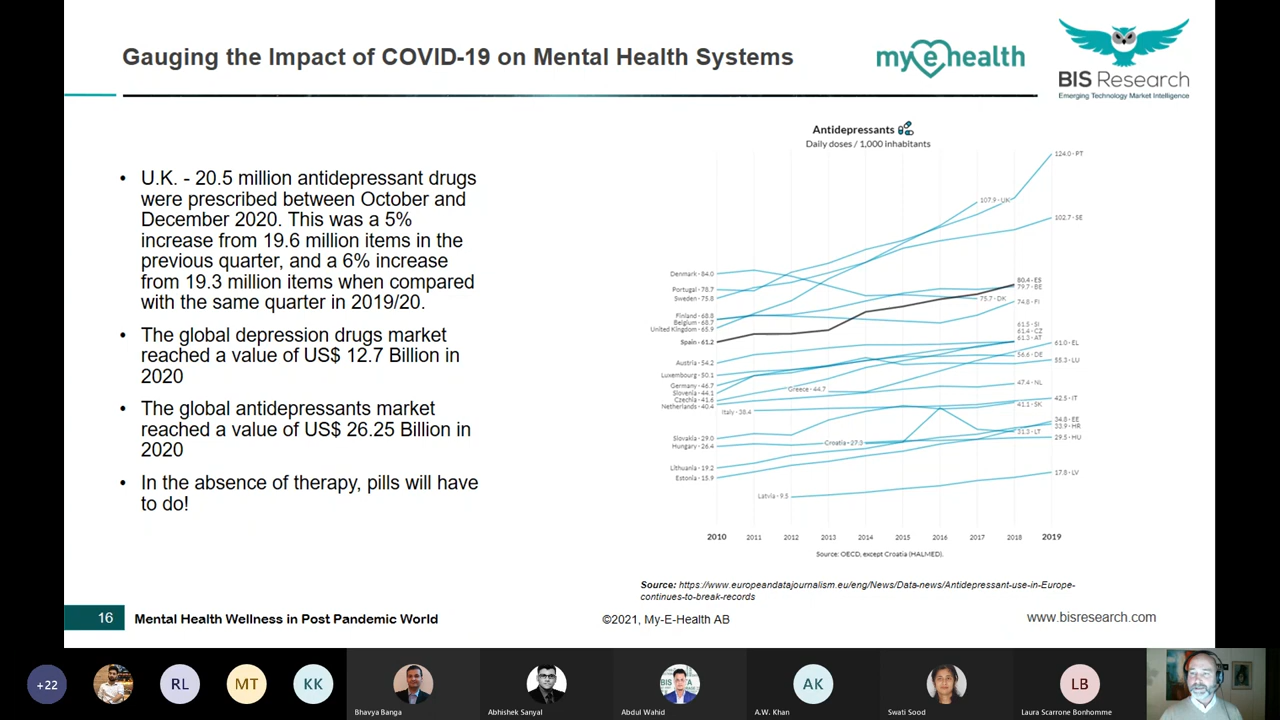 Gauging the Impact of COVID-19 on Mental Health Systems
my e health
BIS Research
Emerging Technology Market Intelligence
• U.K. - 20.5 million antidepressant drugs
were prescribed between October and
December 2020. This was a 5%
increase from 19.6 million items in the
previous quarter, and a 6% increase
from 19.3 million items when compared
with the same quarter in 2019/20.
• The global depression drugs market
reached a value of US$ 12.7 Billion in
2020
• The global antidepressants market
reached a value of US$ 26.25 Billion in
2020
• In the absence of therapy, pills will have
to do!
Antidepressants
Daily doses / 1,000 inhabitants
124.0 - PT
107.9 - UK
102.7 - SE
Denmark - 84.0
Portugal - 78.7
Sweden - 75.8
Finland - 68.8
Belgium - 68.7
United Kingdom - 65.9
Spain - 61.2
Austria - 54.2
Luxembourg - 50.1
Germany - 46.7
Slovenia - 44.1
Czechia - 41.6
Netherlands - 40.4
Italy - 38.4
Greece - 44.7
Slovakia - 29.0
Hungary - 26.4
Croatia - 27.3
Lithuania - 19.2
Estonia - 15.9
Latvia - 9.5
80.4 - ES
79.7 - BE
75.7 - DK
74.8 - FI
61.5 - SI
61.4 - CZ
61.3 - AT
61.0 - EL
56.6 - DE
55.3 - LU
47.4 - NL
42.5 - IT
41.1 - SK
34.8 - EE
33.9 - HR
31.3 - LT
29.5 - HU
17.8 - LV
2010 2011 2012 2013 2014 2015 2016 2017 2018 2019
Source: OECD, except Croatia (HALMED).
Source: https://www.europeandatajournalism.eu/eng/News/Data-news/Antidepressant-use-in-Europe-
continues-to-break-records
16 Mental Health Wellness in Post Pandemic World
©2021, My-E-Health AB
www.bisresearch.com
+22
RL
MT
KK
Bhavya Banga
Abhishek Sanyal
Abdul Wahid
AK
A.W. Khan
Swati Sood
LB
Laura Scarrone Bonhomme